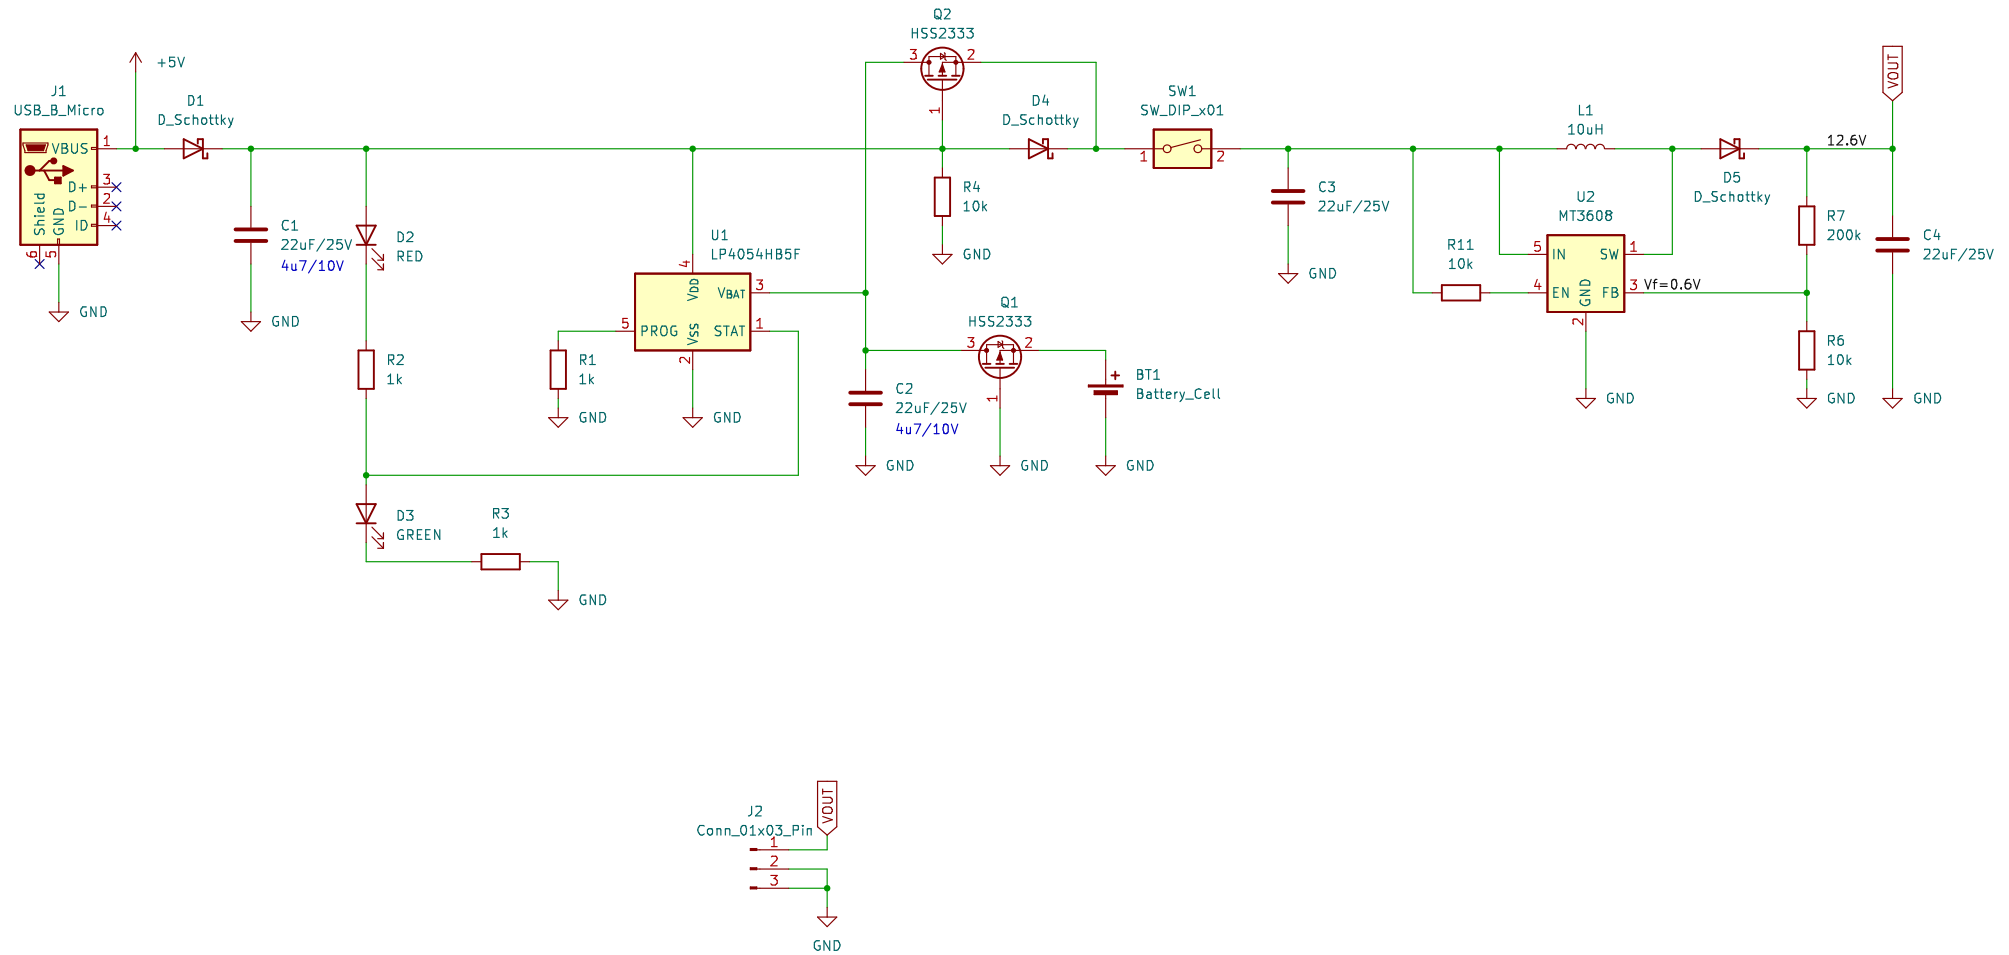 +5V
J1
USB_B_Micro
VBUS
1
D+
3
D-
2
ID
4
Shield
GND
6
5
GND
D1
D_Schottky
C1
22uF/25V
4u7/10V
GND
D2
RED
R2
1k
D3
GREEN
R3
1k
GND
R1
1k
GND
U1
LP4054HB5F
4
VDD
VBAT
3
5
PROG
STAT
1
VSS
2
GND
Q2
HSS2333
3
2
1
R4
10k
GND
D4
D_Schottky
Q1
HSS2333
3
2
1
GND
C2
22uF/25V
4u7/10V
GND
BT1
Battery_Cell
GND
SW1
SW_DIP_x01
1
2
C3
22uF/25V
GND
R11
10k
L1
10uH
U2
MT3608
5
IN
SW
1
4
EN
FB
3
GND
2
Vf=0.6V
GND
D5
D_Schottky
12.6V
VOUT
R7
200k
R6
10k
GND
C4
22uF/25V
GND
J2
Conn_01x03_Pin
1
2
3
VOUT
GND